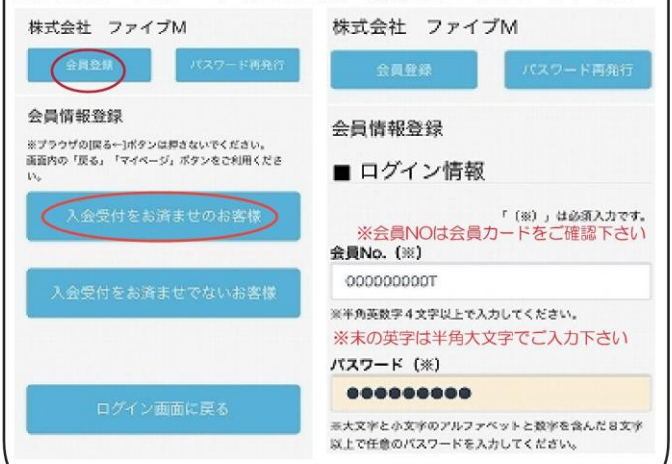 株式会社　ファイブM
会員登録
パスワード再発行
会員情報登録
※ブラウザの[戻る←]ボタンは押さないでください。
画面内の「戻る」「マイページ」ボタンをご利用くださ
い。
入会受付をお済ませのお客様
入会受付をお済ませでないお客様
ログイン画面に戻る
株式会社　ファイブM
会員登録
パスワード再発行
会員情報登録
■ ログイン情報
「（※）」は必須入力です。
※会員NOは会員カードをご確認下さい
会員No.（※）
000000000T
※半角英数字４文字以上で入力してください。
※末の英字は半角大文字でご入力下さい
パスワード（※）
●●●●●●●●●
※大文字と小文字のアルファベットと数字を含んだ８文字
以上で任意のパスワードを入力してください。